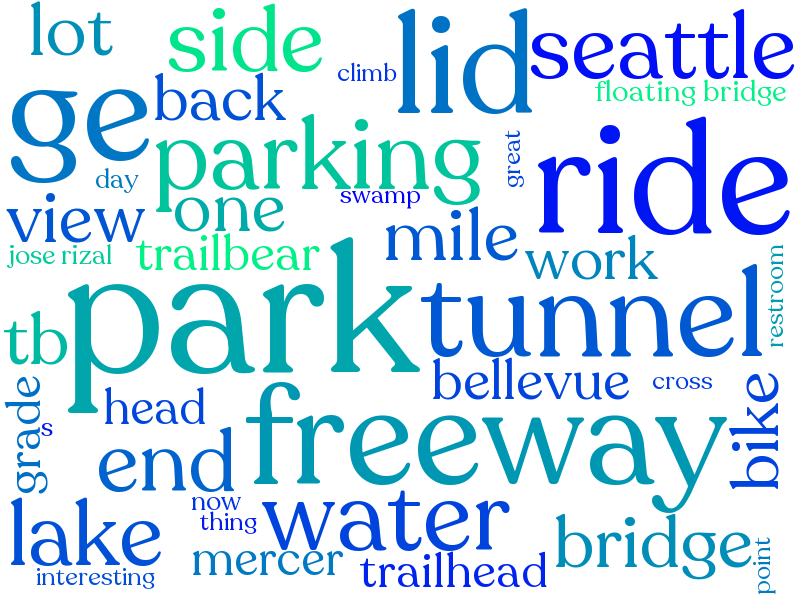 lot
side
climb
lid
seattle
floating bridge
ge
back
parking
great
ride
day
swamp
view
one
mile
jose rizal
trailbear
work
restroom
park
tunnel
tb
bellevue
cross
grade
s
head
freeway
bike
end
now
thing
water
lake
bridge
mercer
trailhead
point
interesting